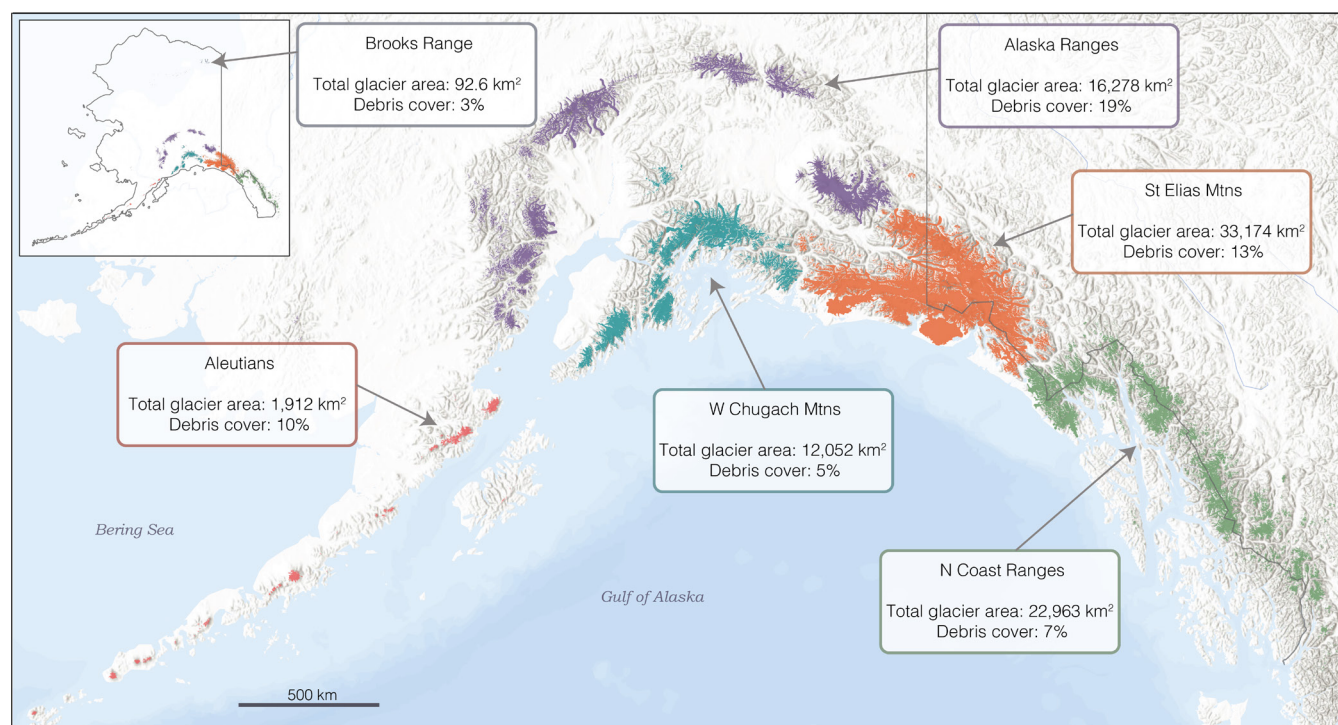 Brooks Range
Total glacier area: 92.6 km²
Debris cover: 3%
Alaska Ranges
Total glacier area: 16,278 km²
Debris cover: 19%
St Elias Mtns
Total glacier area: 33,174 km²
Debris cover: 13%
Aleutians
Total glacier area: 1,912 km²
Debris cover: 10%
W Chugach Mtns
Total glacier area: 12,052 km²
Debris cover: 5%
Bering Sea
Gulf of Alaska
N Coast Ranges
Total glacier area: 22,963 km²
Debris cover: 7%
500 km